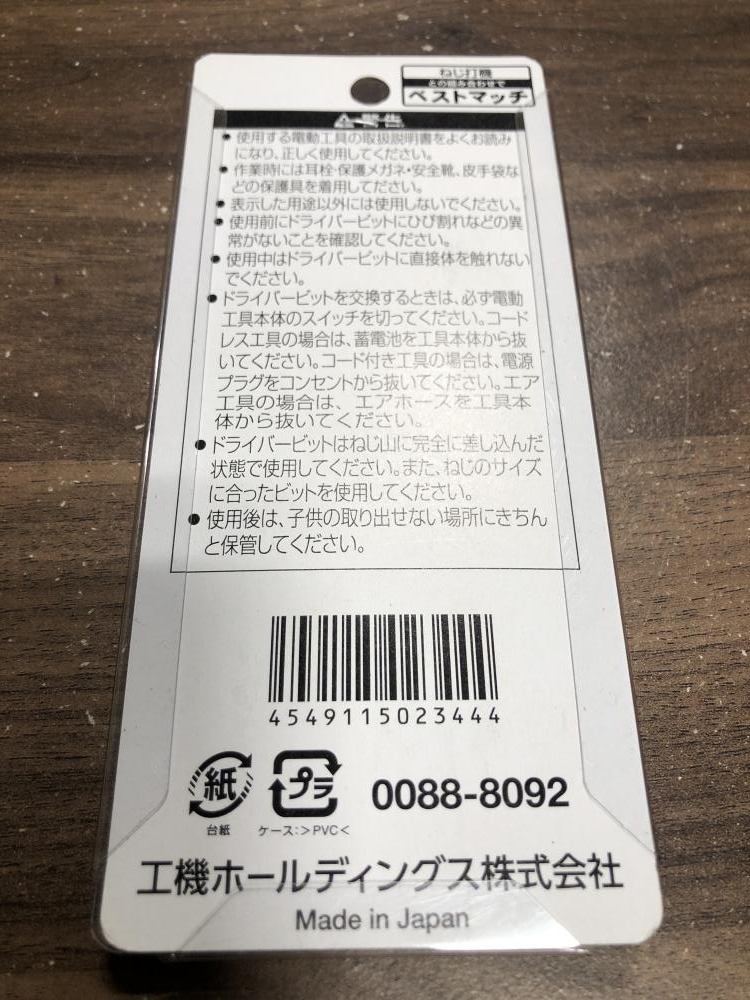 ねじ打機
との組み合わせで
ベストマッチ
⚠警告
● 使用する電動工具の取扱説明書をよくお読み
になり、正しく使用してください。
● 作業時には耳栓・保護メガネ・安全靴、皮手袋な
どの保護具を着用してださい。
● 表示した用途以外には使用しないでください。
● 使用前にドライバービットにひび割れなどの異
常がないことを確認してください。
● 使用中はドライバービットに直接体を触れない
でください。
● ドライバービットを交換するときは、必ず電動
工具本体のスイッチを切ってください。コード
レス工具の場合は、蓄電池を工具本体から抜
いてください。コード付き工具の場合は、電源
プラグをコンセントから抜いてください。エア
工具の場合は、エアホースを工具本
体から抜いてください。
● ドライバービットはねじ山に完全に差し込んだ
状態で使用してください。また、ねじのサイズ
に合ったビットを使用してください。
● 使用後は、子供の取り出せない場所にきちん
と保管してください。
4549115023444
紙
台紙
プラ
ケース:>PVC<
0088-8092
工機ホールディングス株式会社
Made in Japan